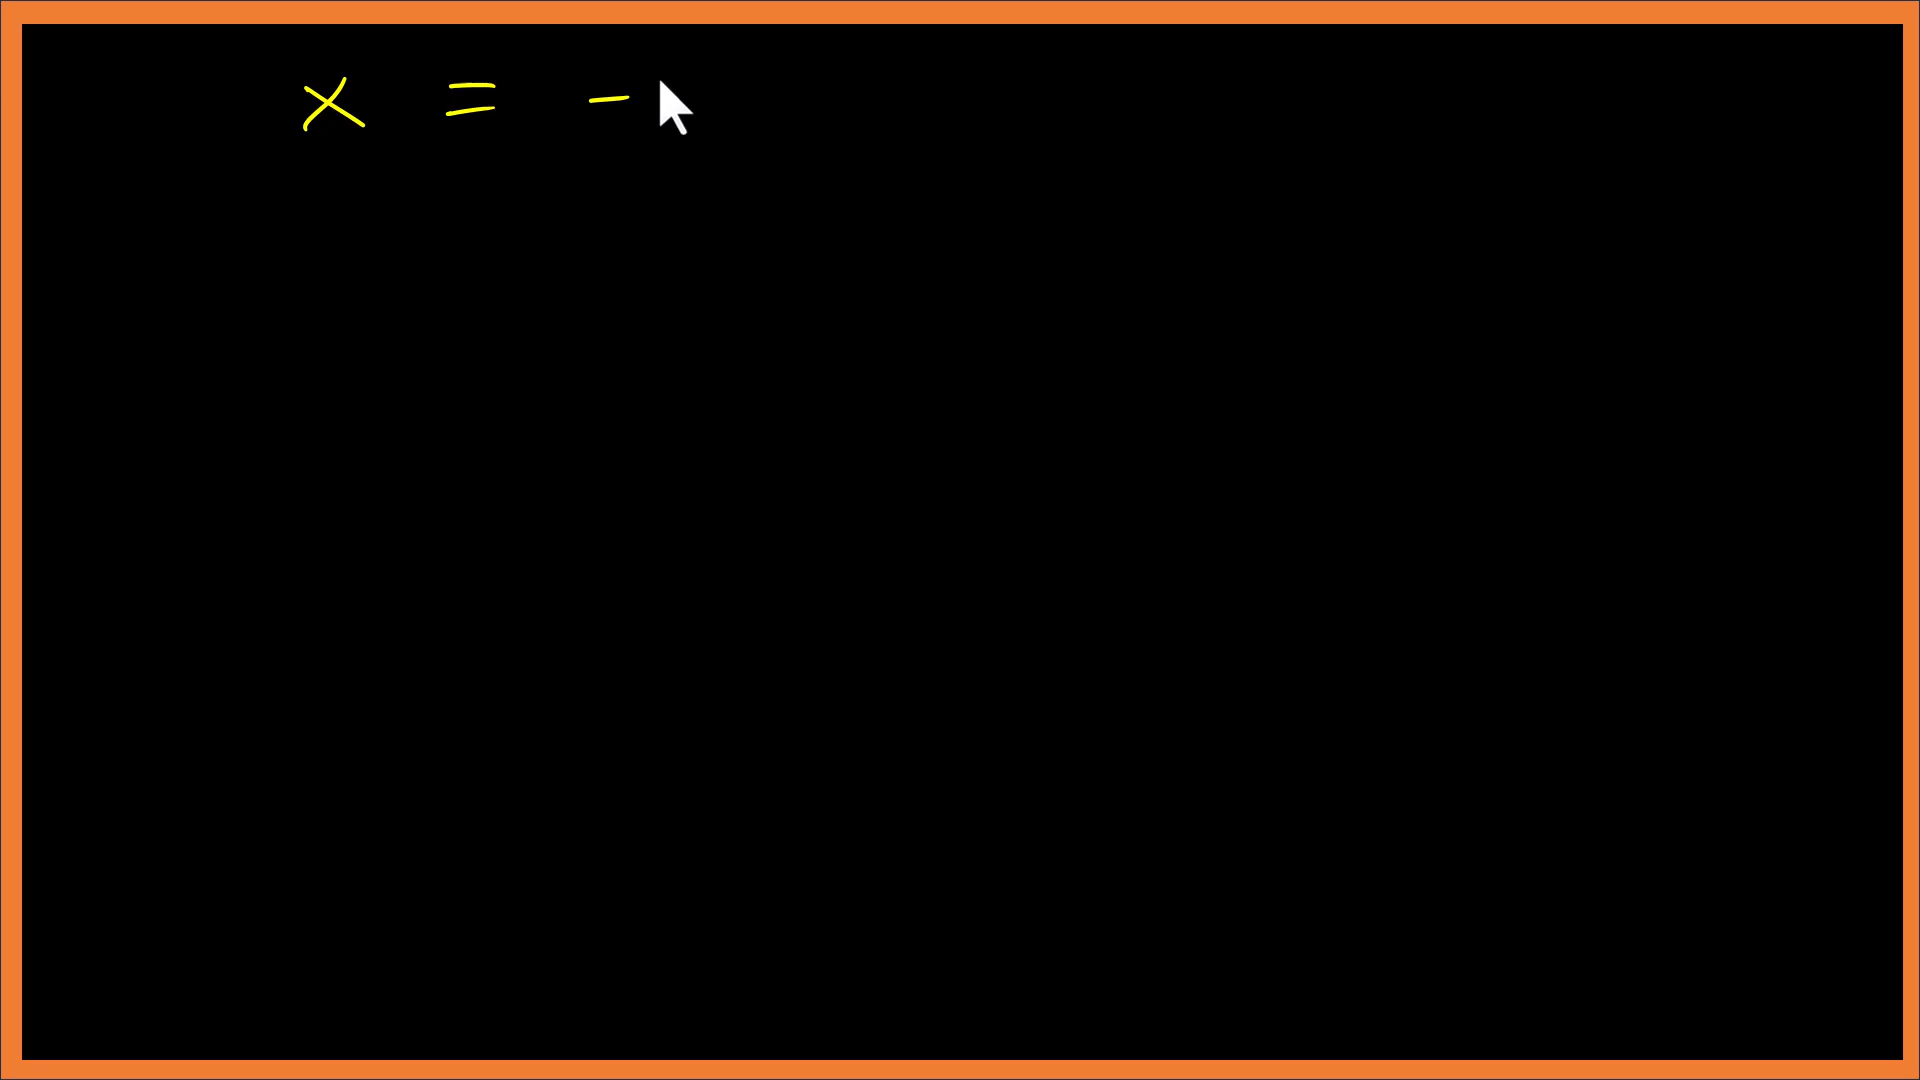 x = -